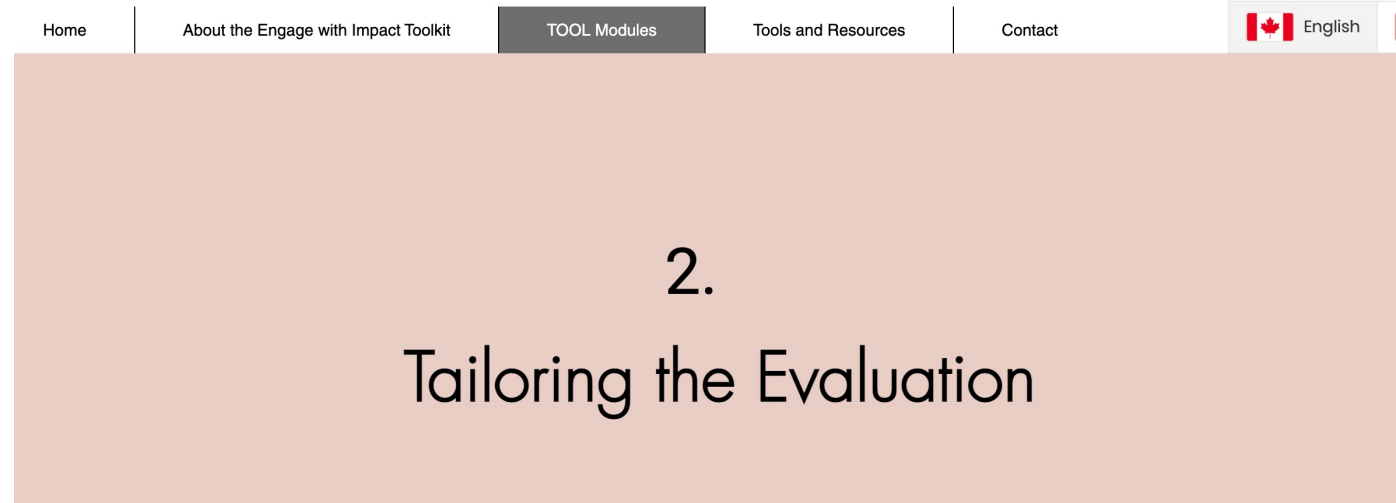 Home
About the Engage with Impact Toolkit
TOOL Modules
Tools and Resources
Contact
English
2.
Tailoring the Evaluation